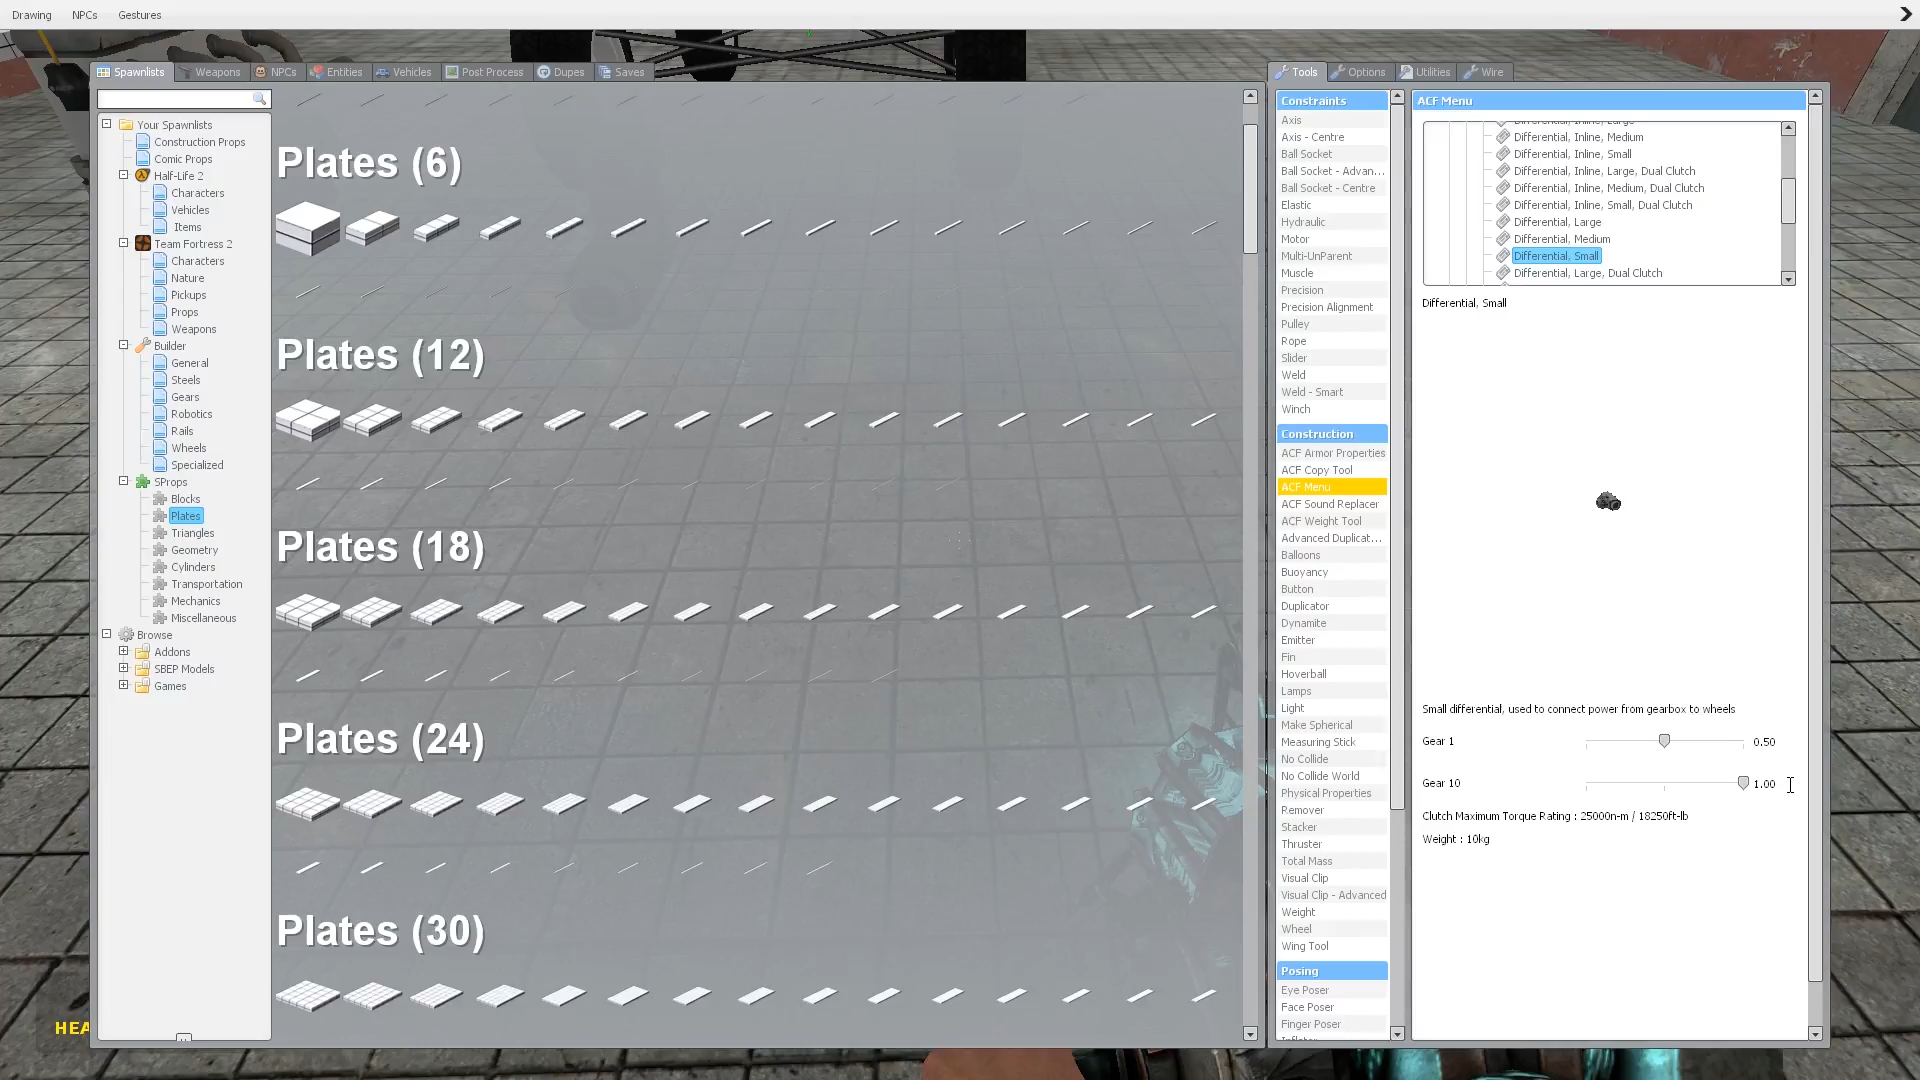 Drawing
NPCs
Gestures
Spawnlists
Weapons
NPCs
Entities
Vehicles
Post Process
Dupes
Saves
Your Spawnlists
Construction Props
Comic Props
Half-Life 2
Characters
Vehicles
Items
Team Fortress 2
Characters
Nature
Pickups
Props
Weapons
Builder
General
Steels
Gears
Robotics
Rails
Wheels
Specialized
SProps
Blocks
Plates
Triangles
Geometry
Cylinders
Transportation
Mechanics
Miscellaneous
Browse
Addons
SBEP Models
Games
HEA
Plates (6)
Plates (12)
Plates (18)
Plates (24)
Plates (30)
Tools
Options
Utilities
Wire
Constraints
Axis
Axis - Centre
Ball Socket
Ball Socket - Advan...
Ball Socket - Centre
Elastic
Hydraulic
Motor
Multi-UnParent
Muscle
Precision
Precision Alignment
Pulley
Rope
Slider
Weld
Weld - Smart
Winch
Construction
ACF Armor Properties
ACF Copy Tool
ACF Menu
ACF Sound Replacer
ACF Weight Tool
Advanced Duplicat...
Balloons
Buoyancy
Button
Duplicator
Dynamite
Emitter
Fin
Hoverball
Lamps
Light
Make Spherical
Measuring Stick
No Collide
No Collide World
Physical Properties
Remover
Stacker
Thruster
Total Mass
Visual Clip
Visual Clip - Advanced
Weight
Wheel
Wing Tool
Posing
Eye Poser
Face Poser
Finger Poser
Inflator
ACF Menu
Differential, Inline, Large
Differential, Inline, Medium
Differential, Inline, Small
Differential, Inline, Large, Dual Clutch
Differential, Inline, Medium, Dual Clutch
Differential, Inline, Small, Dual Clutch
Differential, Large
Differential, Medium
Differential, Small
Differential, Large, Dual Clutch
Differential, Small
Small differential, used to connect power from gearbox to wheels
Gear 1 0.50
Gear 10 1.00
Clutch Maximum Torque Rating : 25000n-m / 18250ft-lb
Weight : 10kg